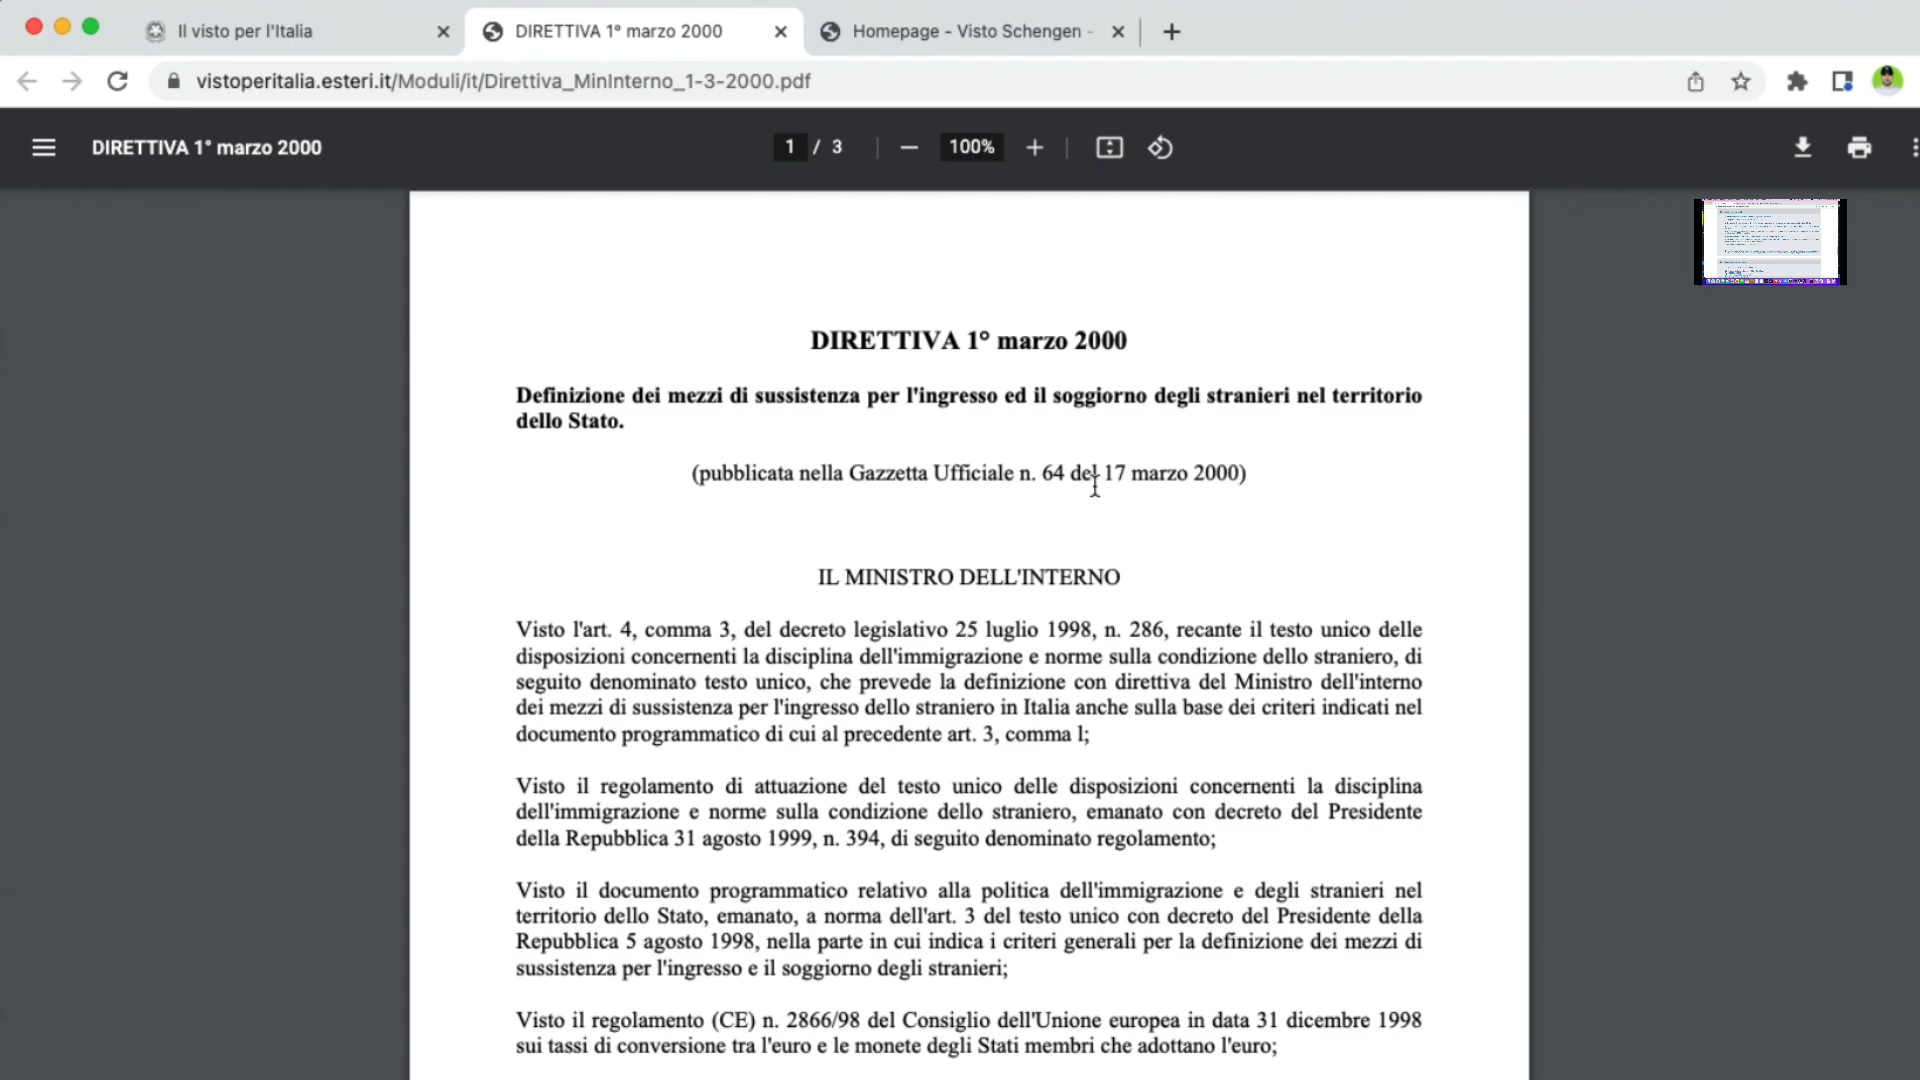 Il visto per l'Italia
DIRETTIVA 1° marzo 2000
Homepage - Visto Schengen -
vistoperitalia.esteri.it/Moduli/it/Direttiva_MinInterno_1-3-2000.pdf
DIRETTIVA 1° marzo 2000
1 / 3
100%
DIRETTIVA 1° marzo 2000
Definizione dei mezzi di sussistenza per l'ingresso ed il soggiorno degli stranieri nel territorio
dello Stato.
(pubblicata nella Gazzetta Ufficiale n. 64 del 17 marzo 2000)
IL MINISTRO DELL'INTERNO
Visto l'art. 4, comma 3, del decreto legislativo 25 luglio 1998, n. 286, recante il testo unico delle
disposizioni concernenti la disciplina dell'immigrazione e norme sulla condizione dello straniero, di
seguito denominato testo unico, che prevede la definizione con direttiva del Ministro dell'interno
dei mezzi di sussistenza per l'ingresso dello straniero in Italia anche sulla base dei criteri indicati nel
documento programmatico di cui al precedente art. 3, comma l;
Visto il regolamento di attuazione del testo unico delle disposizioni concernenti la disciplina
dell'immigrazione e norme sulla condizione dello straniero, emanato con decreto del Presidente
della Repubblica 31 agosto 1999, n. 394, di seguito denominato regolamento;
Visto il documento programmatico relativo alla politica dell'immigrazione e degli stranieri nel
territorio dello Stato, emanato, a norma dell'art. 3 del testo unico con decreto del Presidente della
Repubblica 5 agosto 1998, nella parte in cui indica i criteri generali per la definizione dei mezzi di
sussistenza per l'ingresso e il soggiorno degli stranieri;
Visto il regolamento (CE) n. 2866/98 del Consiglio dell'Unione europea in data 31 dicembre 1998
sui tassi di conversione tra l'euro e le monete degli Stati membri che adottano l'euro;